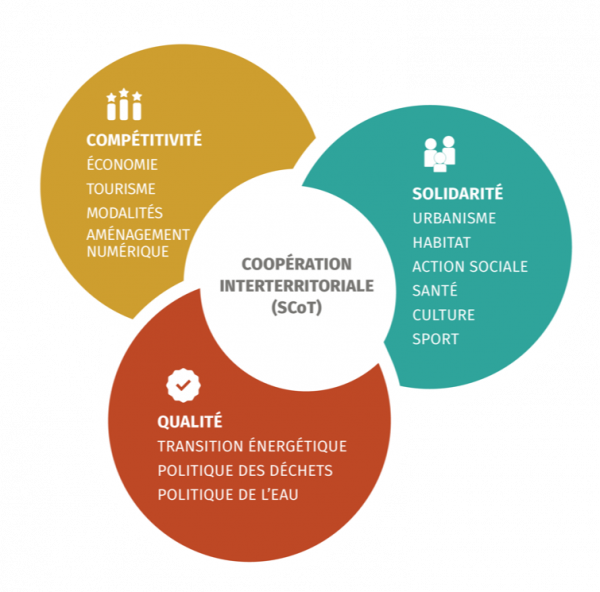 COMPÉTITIVITÉ
ÉCONOMIE
TOURISME
MODALITÉS
AMÉNAGEMENT
NUMÉRIQUE
SOLIDARITÉ
URBANISME
HABITAT
ACTION SOCIALE
SANTÉ
CULTURE
SPORT
COOPÉRATION
INTERTERRITORIALE
(SCoT)
QUALITÉ
TRANSITION ÉNERGÉTIQUE
POLITIQUE DES DÉCHETS
POLITIQUE DE L'EAU